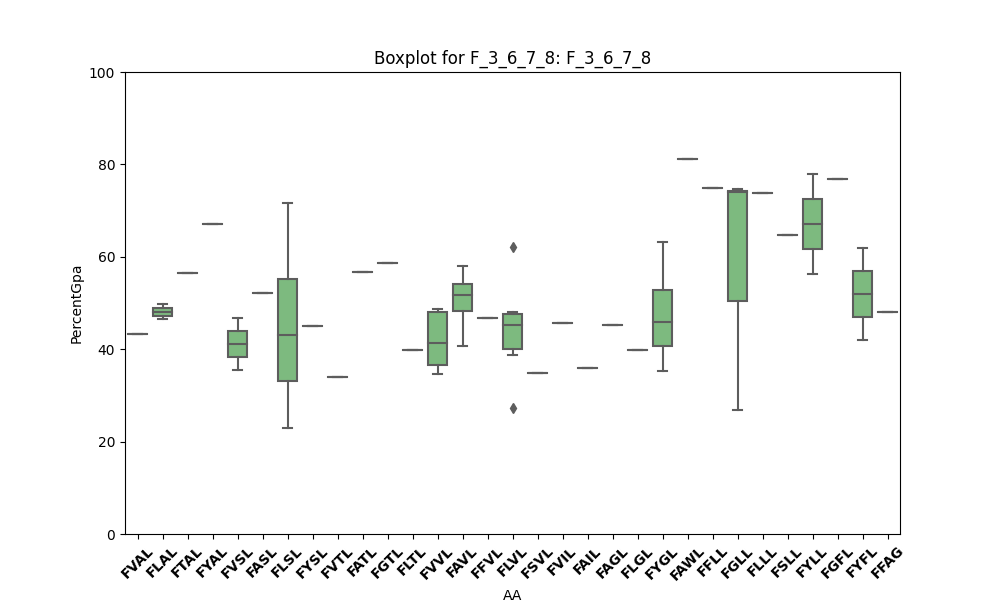 Boxplot for F_3_6_7_8: F_3_6_7_8
100
80
60
40
20
0
PercentGpa
FVAL FLAL FTAL FYAL FVSL FASL FLSL FYSL FVTL FATL FGTL FLTL FVVL FAVL FFVL FLVL FSVL FVIL FAIL FAGL FLGL FYGL FAWL FFLL FGLL FLLL FSLL FYLL FGFL FYFL FFAG
AA